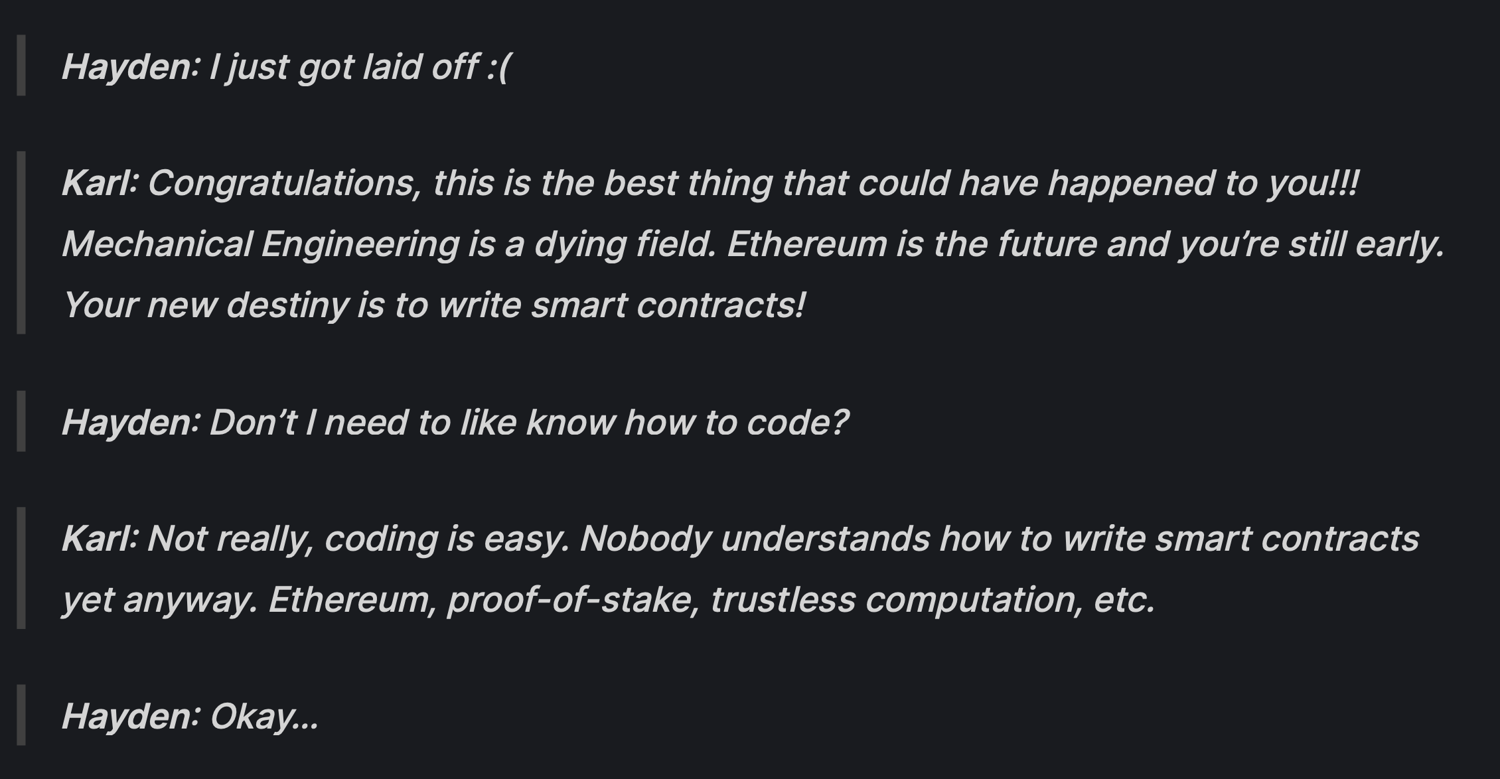 Hayden: I just got laid off :(
Karl: Congratulations, this is the best thing that could have happened to you!!!
Mechanical Engineering is a dying field. Ethereum is the future and you’re still early.
Your new destiny is to write smart contracts!
Hayden: Don’t I need to like know how to code?
Karl: Not really, coding is easy. Nobody understands how to write smart contracts
yet anyway. Ethereum, proof-of-stake, trustless computation, etc.
Hayden: Okay...